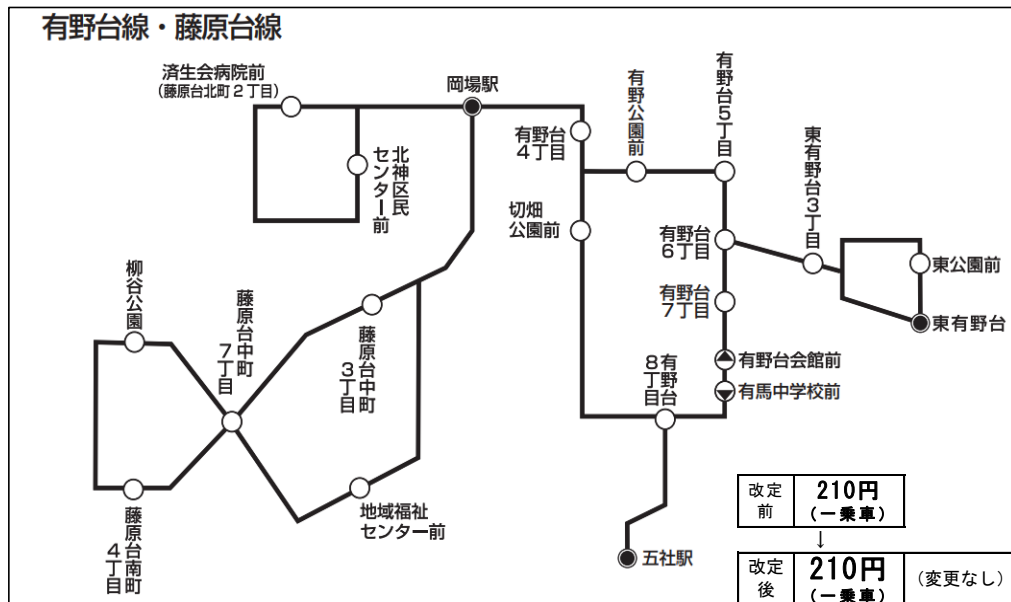 有野台線・藤原台線
済生会病院前
(藤原台北町2丁目)
岡場駅
北神区民
センター前
有野台
4丁目
有野公園前
有野台5丁目
東有野台3丁目
切畑
公園前
有野台
6丁目
東公園前
有野台
7丁目
東有野台
柳谷公園
藤原台中町
7丁目
藤原台中町
3丁目
有野台会館前
有馬中学校前
有野台
8丁目
藤原台南町
4丁目
地域福祉
センター前
五社駅
改定
前
210円
(一乗車)
↓
改定
後
210円
(一乗車)
(変更なし)